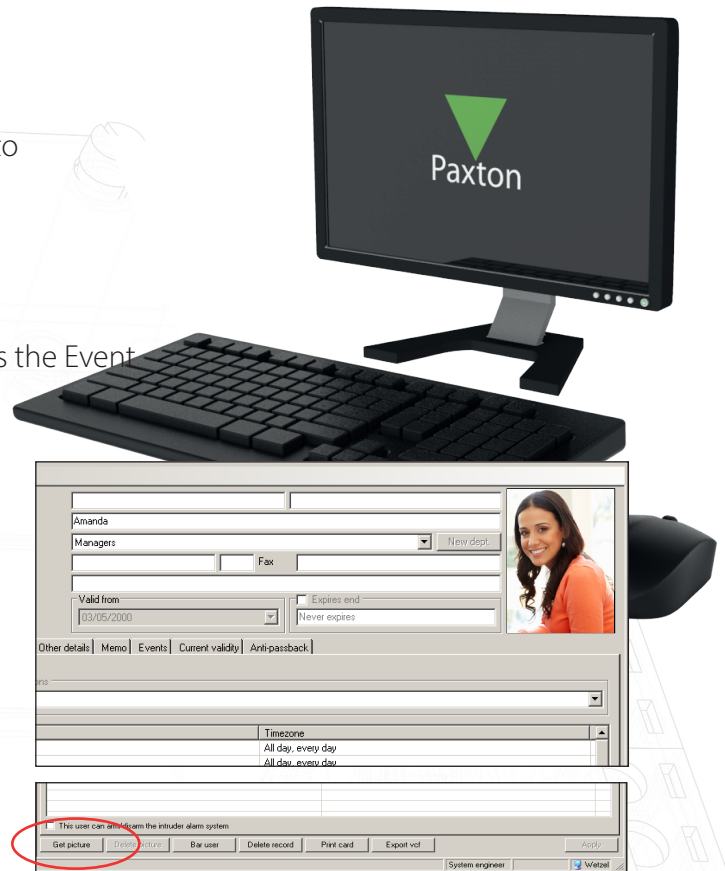 to
Paxton
s the Event
Amanda
Managers
New dept.
Fax
Valid from
Expires end
03/05/2000
Never expires
Other details Memo Events Current validity Anti-passback
ons
Timezone
All day, every day
All day, every day
This user can arm/disarm the intruder alarm system
Get picture Delete picture Bar user Delete record Print card Export vcf Apply
System engineer Wetzel